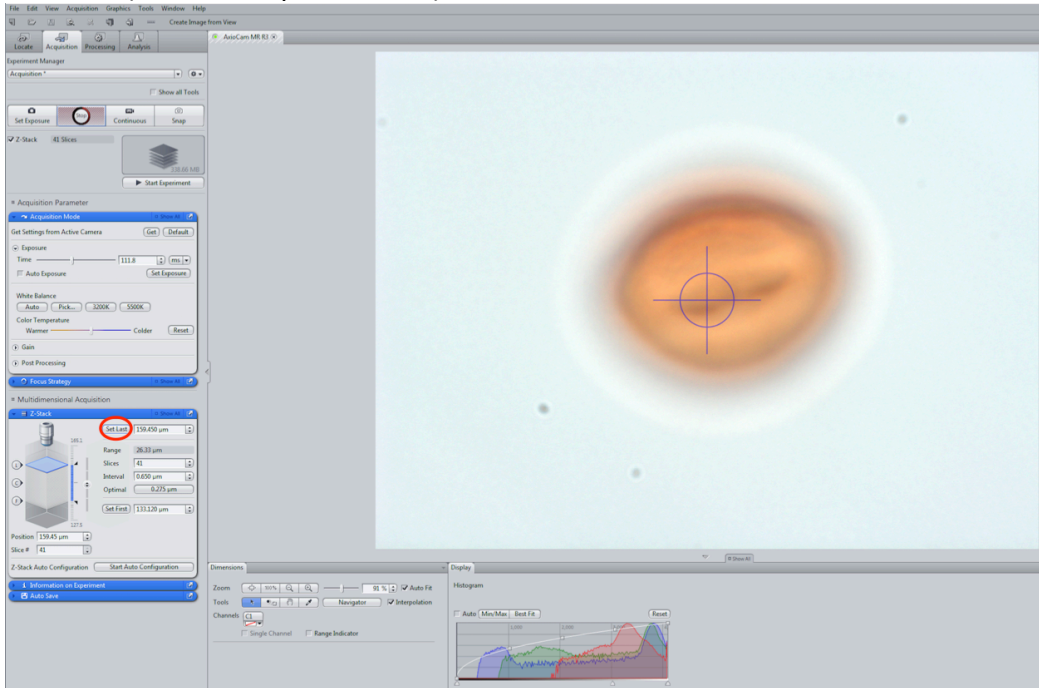 File Edit View Acquisition Graphics Tools Window Help
Create Image from View
Locate Acquisition Processing Analysis
AxioCam MR R3
Experiment Manager
Acquisition *
Show all Tools
Set Exposure Stop Continuous Snap
Z-Stack 41 Slices
Start Experiment
Acquisition Parameter
Acquisition Mode Show All
Get Settings from Active Camera Get Default
Exposure
Time 111.8 ms
Auto Exposure Set Exposure
White Balance
Auto Pick... 3200K 5500K
Color Temperature
Warmer Colder Reset
Gain
Post Processing
Focus Strategy Show All
Multidimensional Acquisition
Z-Stack Show All
Set Last 159.450 µm
Range 26.33 µm
Slices 41
Interval 0.650 µm
Optimal 0.275 µm
Set First 133.120 µm
Position 159.45 µm
Slice # 41
Z-Stack Auto Configuration Start Auto Configuration
Information on Experiment
Auto Save
Show All
Dimensions
Zoom 100% 91 % Auto Fit
Tools Navigator Interpolation
Channels C1
Single Channel Range Indicator
Display
Histogram
Auto Min/Max Best Fit Reset